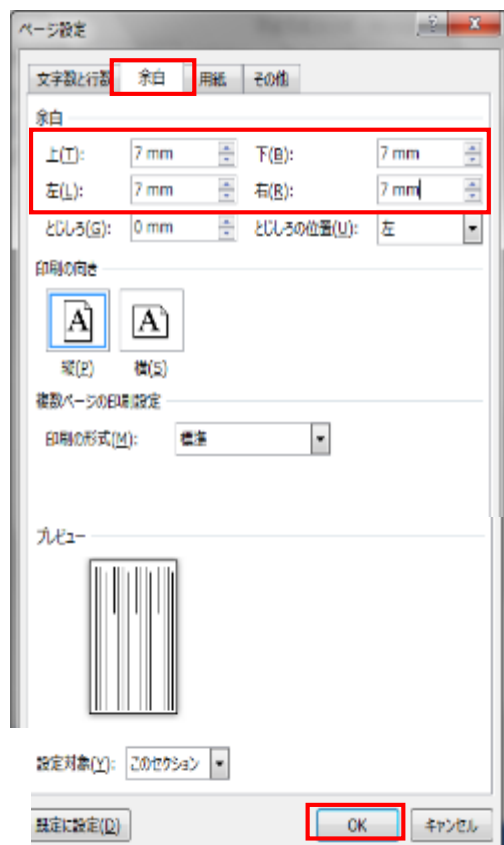 ページ設定
文字数と行数 余白 用紙 その他
余白
上(T): 7 mm 下(B): 7 mm
左(L): 7 mm 右(R): 7 mm
とじしろ(G): 0 mm とじしろの位置(U): 左
印刷の向き
A A
縦(P) 横(S)
複数ページの印刷設定
印刷の形式(M): 標準
プレビュー
設定対象(Y): このセクション
既定に設定(D) OK キャンセル